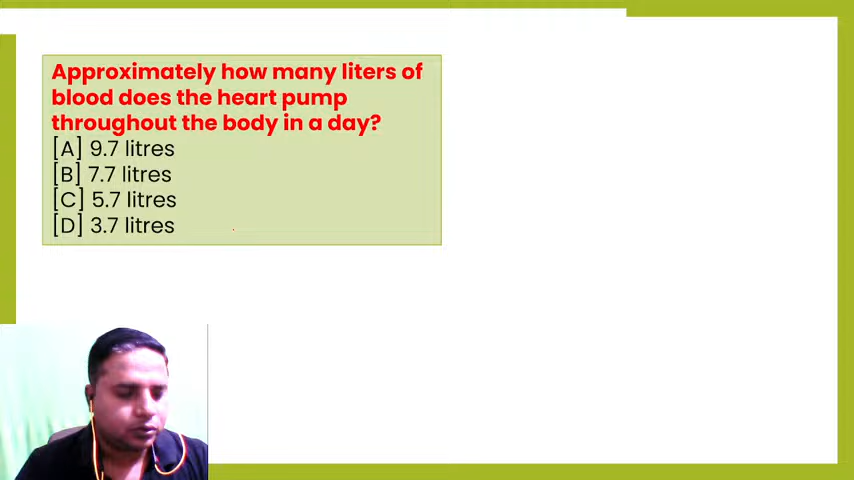 Approximately how many liters of
blood does the heart pump
throughout the body in a day?
[A] 9.7 litres
[B] 7.7 litres
[C] 5.7 litres
[D] 3.7 litres